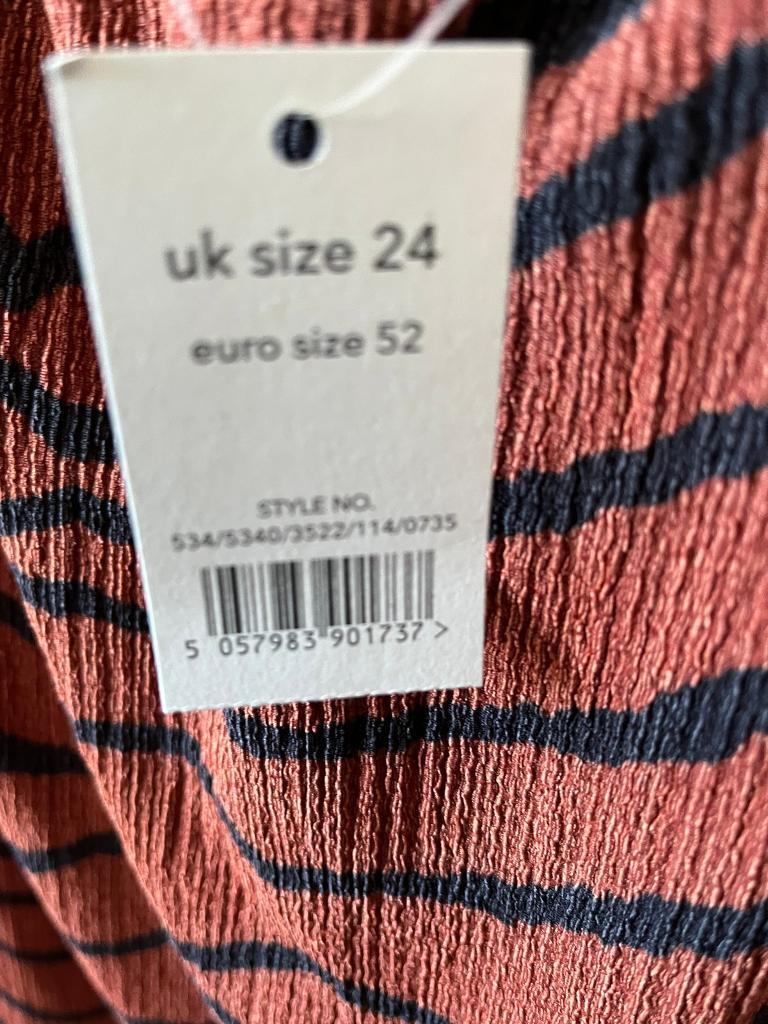 uk size 24
euro size 52
STYLE NO.
534/5340/3522/114/0735
5 057983 901737 >